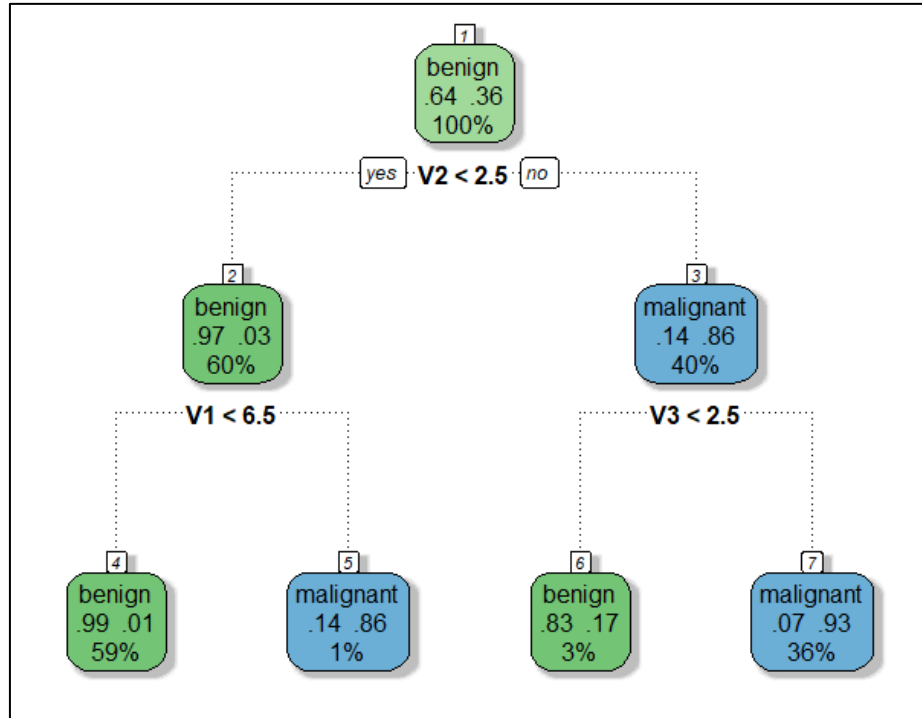 1
benign
.64 .36
100%
yes V2 < 2.5 no
2
benign
.97 .03
60%
3
malignant
.14 .86
40%
V1 < 6.5
V3 < 2.5
4
benign
.99 .01
59%
5
malignant
.14 .86
1%
6
benign
.83 .17
3%
7
malignant
.07 .93
36%